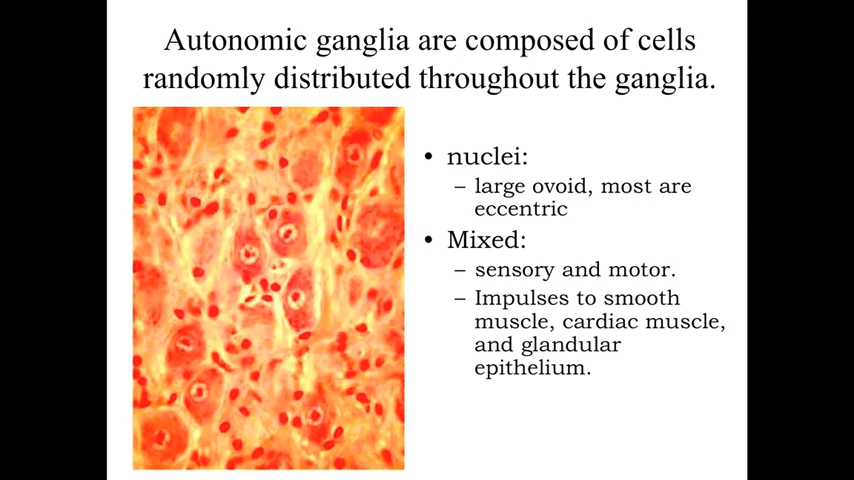 Autonomic ganglia are composed of cells
randomly distributed throughout the ganglia.
• nuclei:
– large ovoid, most are
eccentric
• Mixed:
– sensory and motor.
– Impulses to smooth
muscle, cardiac muscle,
and glandular
epithelium.